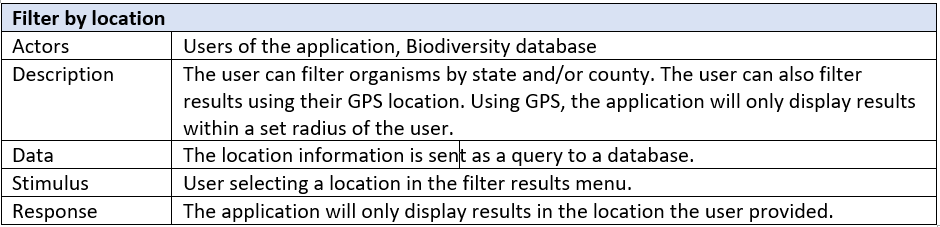 Filter by location
Actors Users of the application, Biodiversity database
Description The user can filter organisms by state and/or county. The user can also filter
results using their GPS location. Using GPS, the application will only display results
within a set radius of the user.
Data The location information is sent as a query to a database.
Stimulus User selecting a location in the filter results menu.
Response The application will only display results in the location the user provided.